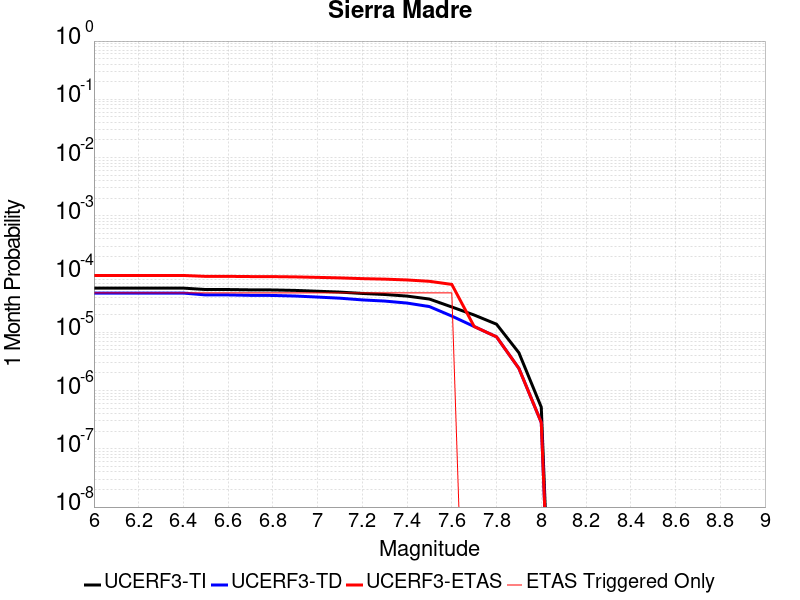 Sierra Madre
10 0
10 -1
10 -2
10 -3
10 -4
10 -5
10 -6
10 -7
10 -8
1 Month Probability
6 6.2 6.4 6.6 6.8 7 7.2 7.4 7.6 7.8 8 8.2 8.4 8.6 8.8 9
Magnitude
UCERF3-TI UCERF3-TD UCERF3-ETAS ETAS Triggered Only